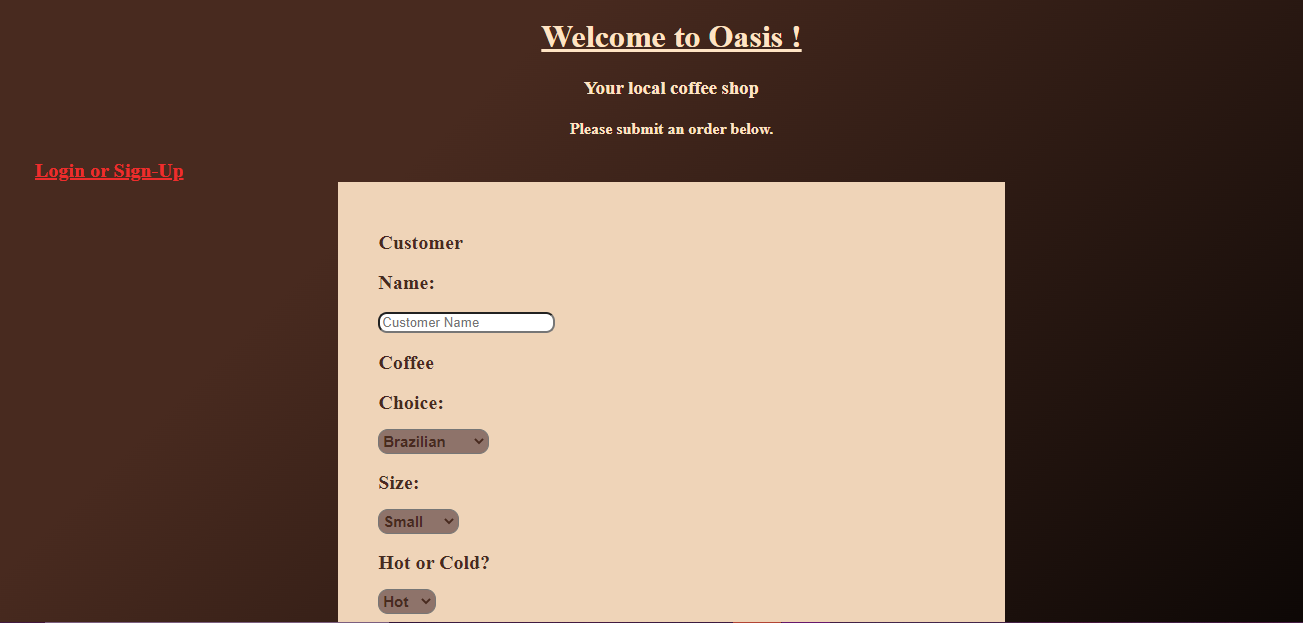 Welcome to Oasis !
Your local coffee shop
Please submit an order below.
Login or Sign-Up
Customer
Name:
Customer Name
Coffee
Choice:
Brazilian
Size:
Small
Hot or Cold?
Hot